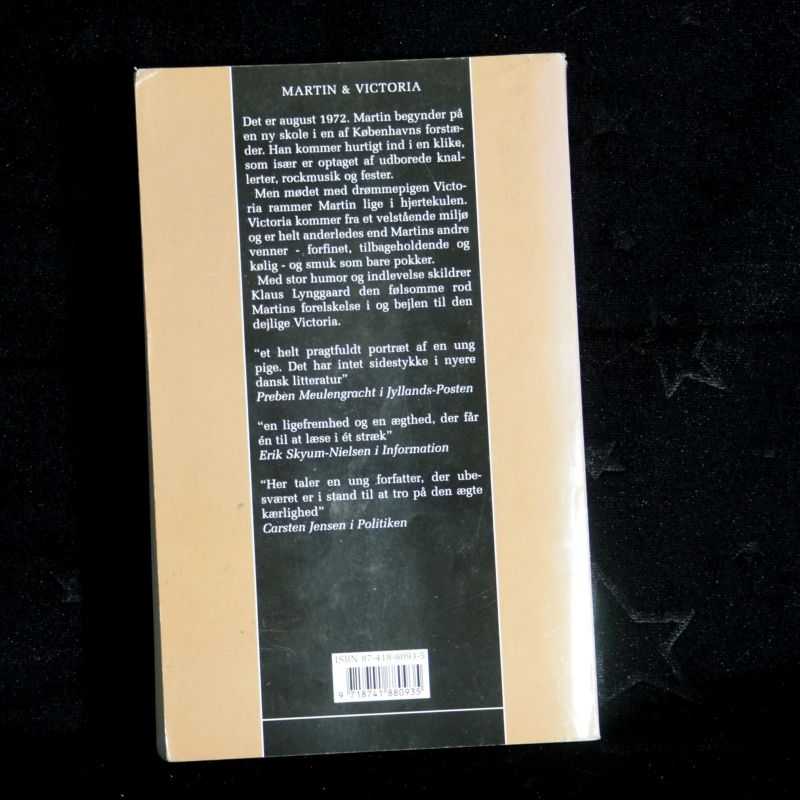 MARTIN & VICTORIA
Det er august 1972. Martin begynder på
en ny skole i en af Københavns forstæ-
der. Han kommer hurtigt ind i en klike,
som især er optaget af udborede knal-
lerter, rockmusik og fester.
Men mødet med drømmepigen Victo-
ria rammer Martin lige i hjertekulen.
Victoria kommer fra et velstående miljø
og er helt anderledes end Martins andre
venner - forfinet, tilbageholdende og
kølig - og smuk som bare pokker.
Med stor humor og indlevelse skildrer
Klaus Lynggaard den følsomme rod
Martins forelskelse i og bejlen til den
dejlige Victoria.
“et helt pragtfuldt portræt af en ung
pige. Det har intet sidestykke i nyere
dansk litteratur”
Preben Meulengracht i Jyllands-Posten
“en ligefremhed og en ægthed, der får
én til at læse i ét stræk”
Erik Skyum-Nielsen i Information
“Her taler en ung forfatter, der ube-
sværet er i stand til at tro på den ægte
kærlighed”
Carsten Jensen i Politiken
ISBN 87-418-8093-5
9 718741 880935